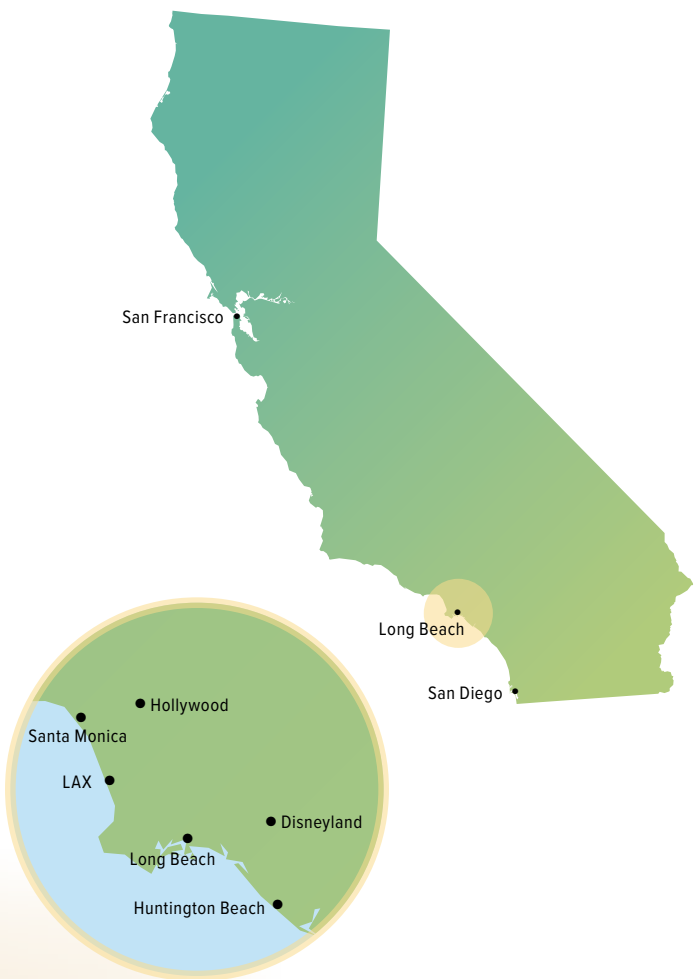 San Francisco
Long Beach
San Diego
Hollywood
Santa Monica
LAX
Disneyland
Long Beach
Huntington Beach